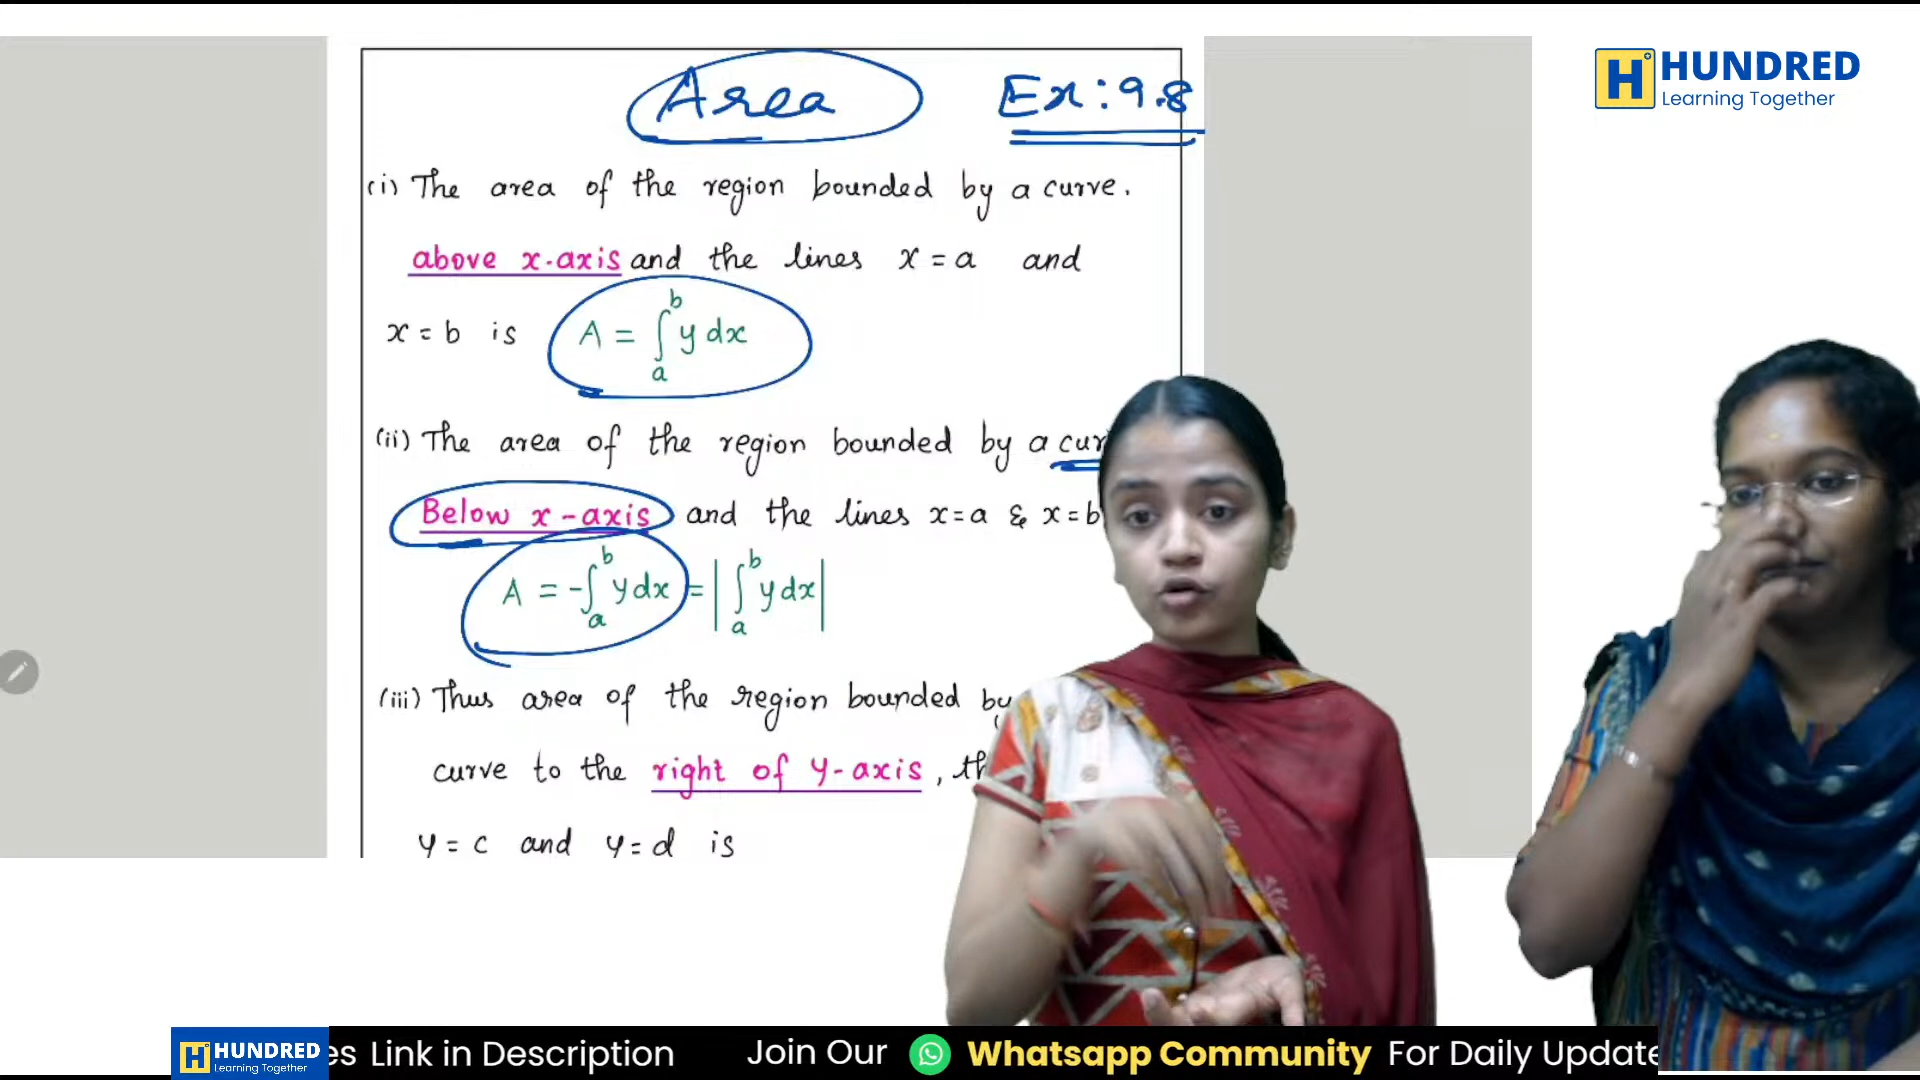 Area Ex: 9.8
HUNDRED
Learning Together
(i) The area of the region bounded by a curve.
above x-axis and the lines x = a and
x = b is A = ∫ₐᵇ y dx
(ii) The area of the region bounded by a cur
Below x-axis and the lines x=a & x=b
A = -∫ₐᵇ y dx = |∫ₐᵇ y dx|
(iii) Thus area of the region bounded by
curve to the right of y-axis, th
y = c and y = d is
HUNDRED
Learning Together
es Link in Description Join Our Whatsapp Community For Daily Update